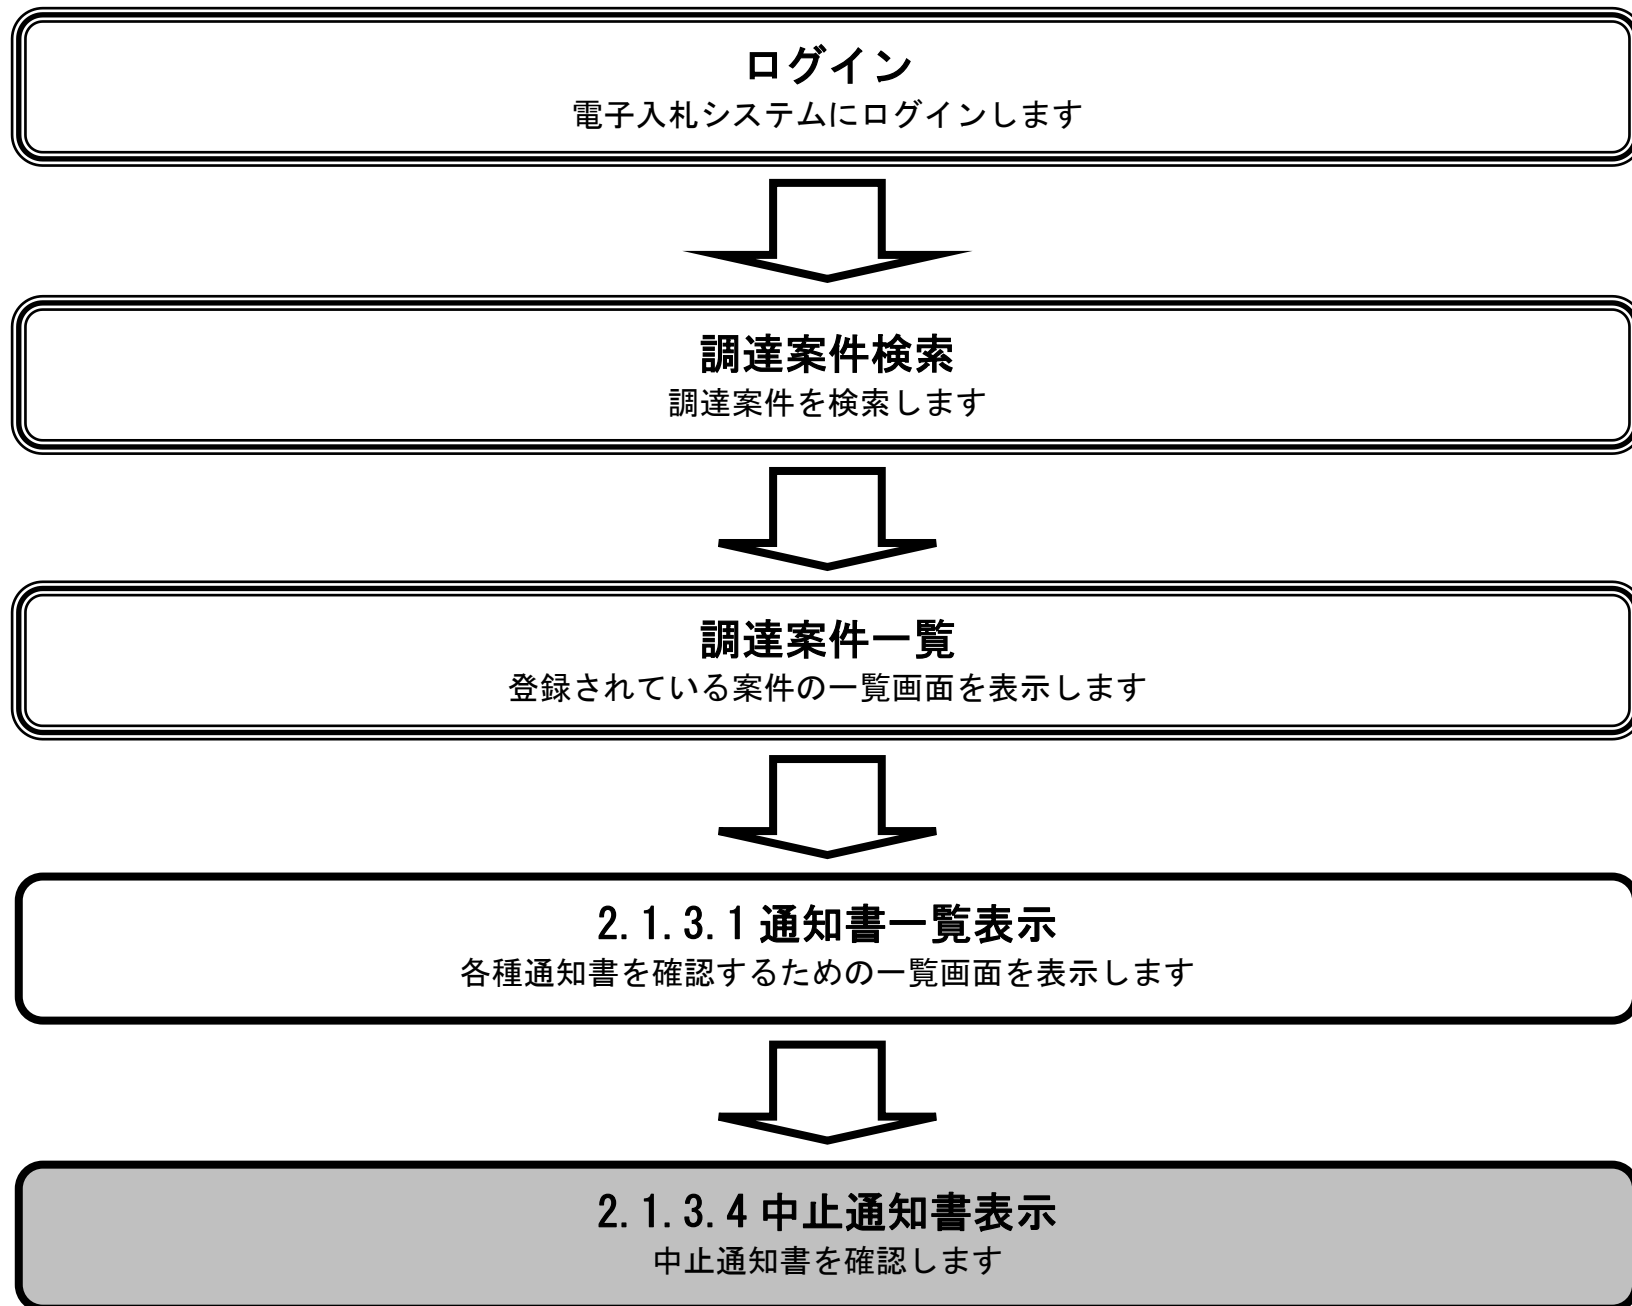 ログイン
電子入札システムにログインします
調達案件検索
調達案件を検索します
調達案件一覧
登録されている案件の一覧画面を表示します
2.1.3.1 通知書一覧表示
各種通知書を確認するための一覧画面を表示します
2.1.3.4 中止通知書表示
中止通知書を確認します